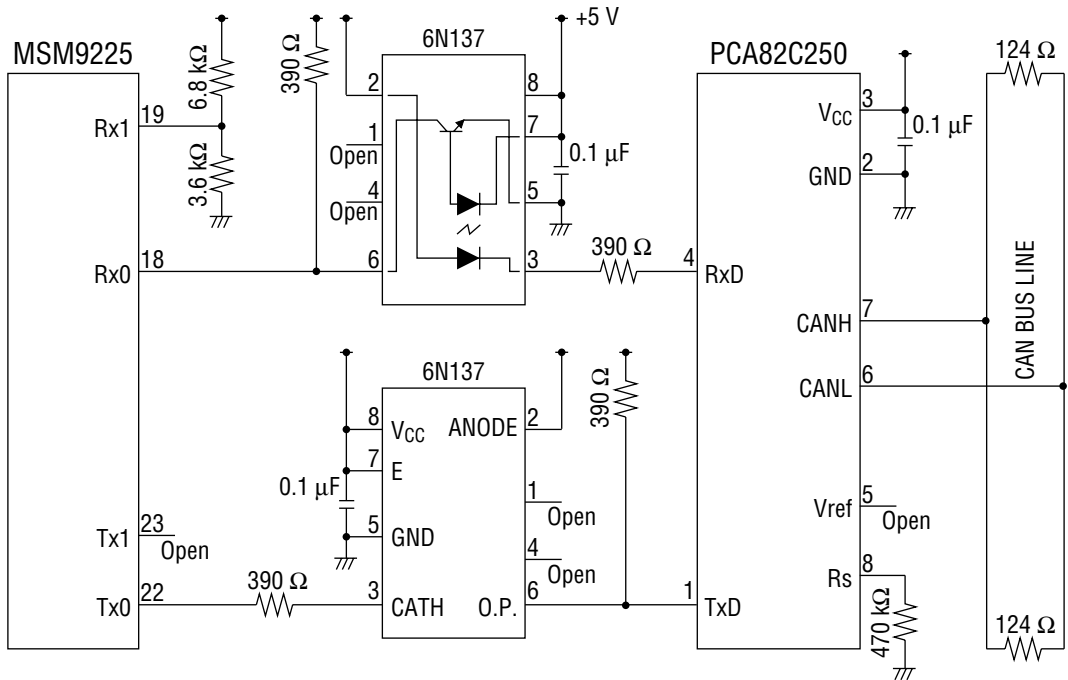 MSM9225
19
Rx1
6.8 kΩ
3.6 kΩ
18
Rx0
390 Ω
6N137
+5 V
2
1
Open
4
Open
6
8
7
0.1 µF
5
3
390 Ω
PCA82C250
3
VCC
0.1 µF
2
GND
4
RxD
7
CANH
6
CANL
5
Vref
Open
8
Rs
470 kΩ
1
TxD
124 Ω
CAN BUS LINE
124 Ω
6N137
8
VCC
ANODE
2
7
E
0.1 µF
5
GND
1
Open
4
Open
3
CATH
O.P.
6
390 Ω
23
Tx1
Open
22
Tx0
390 Ω